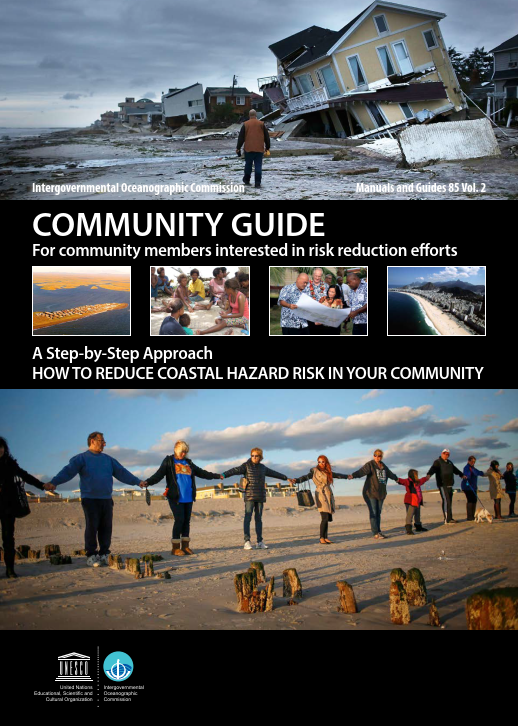 Intergovernmental Oceanographic Commission
Manuals and Guides 85 Vol. 2
COMMUNITY GUIDE
For community members interested in risk reduction efforts
A Step-by-Step Approach
HOW TO REDUCE COASTAL HAZARD RISK IN YOUR COMMUNITY
UNESCO
United Nations
Educational, Scientific and
Cultural Organization
Intergovernmental
Oceanographic
Commission